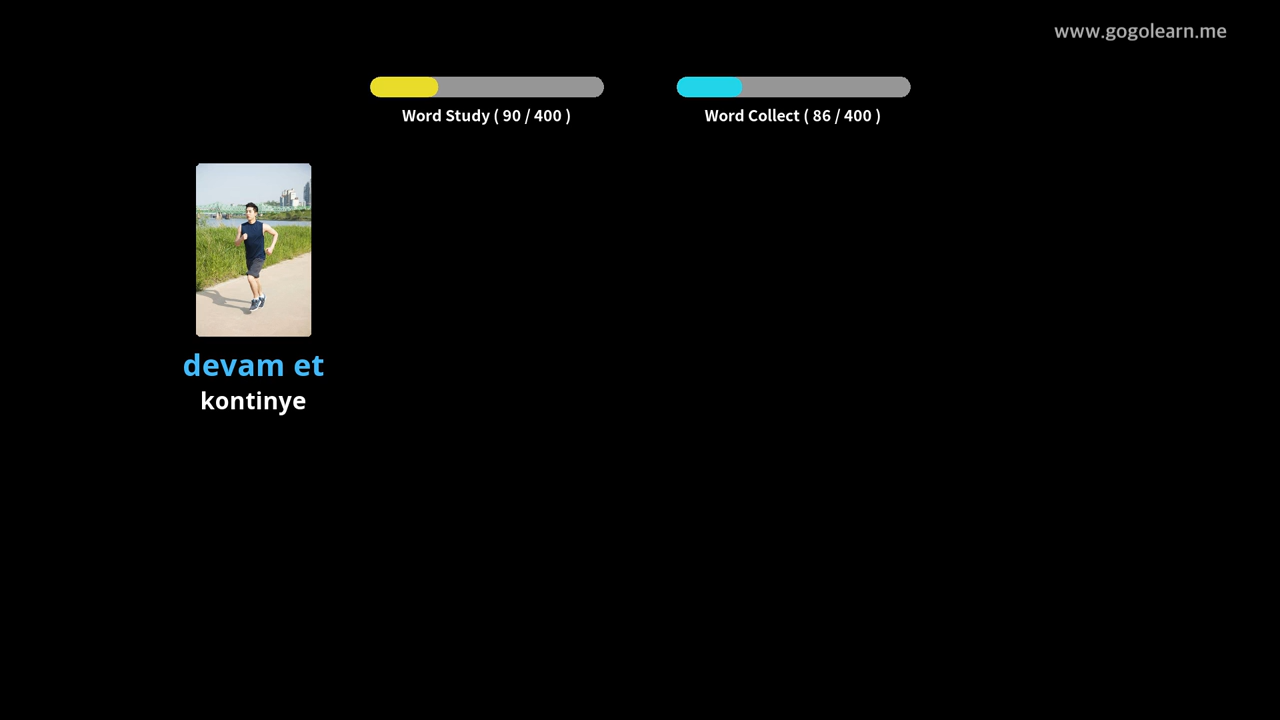 www.gogolearn.me
Word Study ( 90 / 400 )
Word Collect ( 86 / 400 )
devam et
kontinye